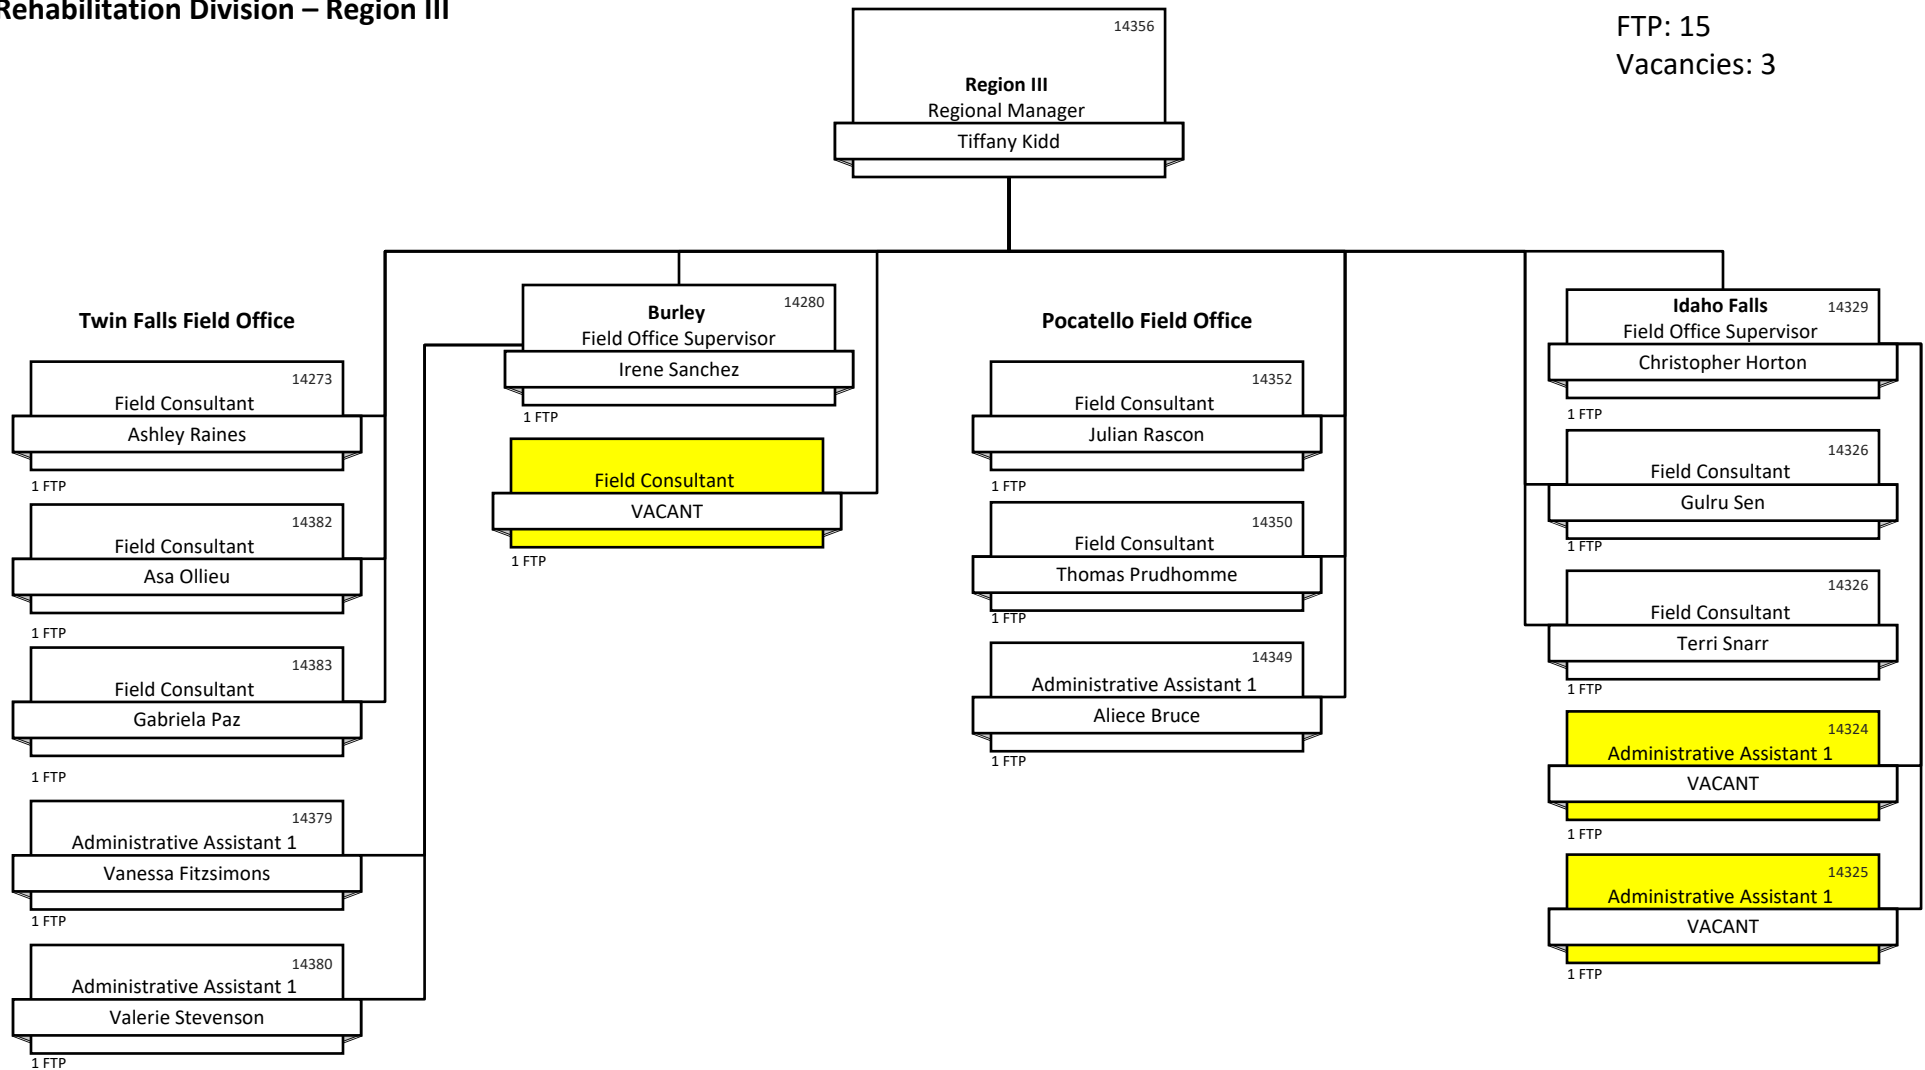 Rehabilitation Division – Region III
FTP: 15
Vacancies: 3
14356
Region III
Regional Manager
Tiffany Kidd
Twin Falls Field Office
14273
Field Consultant
Ashley Raines
1 FTP
14382
Field Consultant
Asa Ollieu
1 FTP
14383
Field Consultant
Gabriela Paz
1 FTP
14379
Administrative Assistant 1
Vanessa Fitzsimons
1 FTP
14380
Administrative Assistant 1
Valerie Stevenson
1 FTP
14280
Burley
Field Office Supervisor
Irene Sanchez
1 FTP
Field Consultant
VACANT
1 FTP
Pocatello Field Office
14352
Field Consultant
Julian Rascon
1 FTP
14350
Field Consultant
Thomas Prudhomme
1 FTP
14349
Administrative Assistant 1
Aliece Bruce
1 FTP
Idaho Falls
14329
Field Office Supervisor
Christopher Horton
1 FTP
14326
Field Consultant
Gulru Sen
1 FTP
14326
Field Consultant
Terri Snarr
1 FTP
14324
Administrative Assistant 1
VACANT
1 FTP
14325
Administrative Assistant 1
VACANT
1 FTP